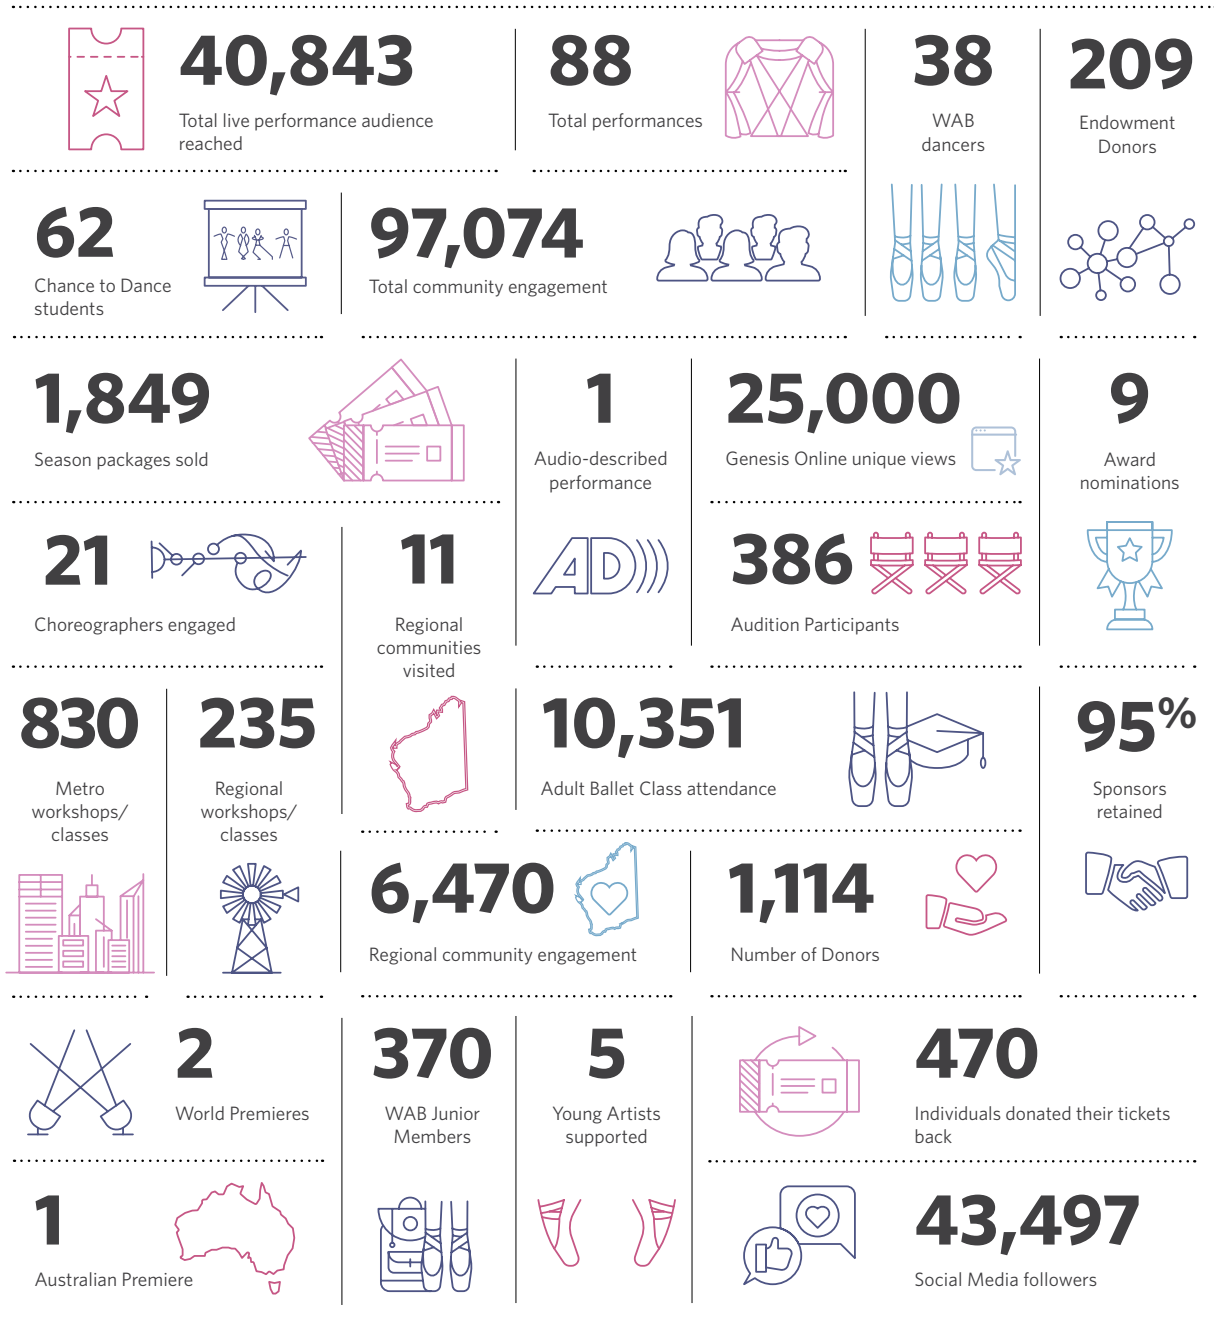 40,843
Total live performance audience
reached
88
Total performances
38
WAB
dancers
209
Endowment
Donors
62
Chance to Dance
students
97,074
Total community engagement
1,849
Season packages sold
1
Audio-described
performance
AD
25,000
Genesis Online unique views
9
Award
nominations
21
Choreographers engaged
11
Regional
communities
visited
386
Audition Participants
830
Metro
workshops/
classes
235
Regional
workshops/
classes
10,351
Adult Ballet Class attendance
95%
Sponsors
retained
6,470
Regional community engagement
1,114
Number of Donors
2
World Premieres
370
WAB Junior
Members
5
Young Artists
supported
470
Individuals donated their tickets
back
1
Australian Premiere
43,497
Social Media followers